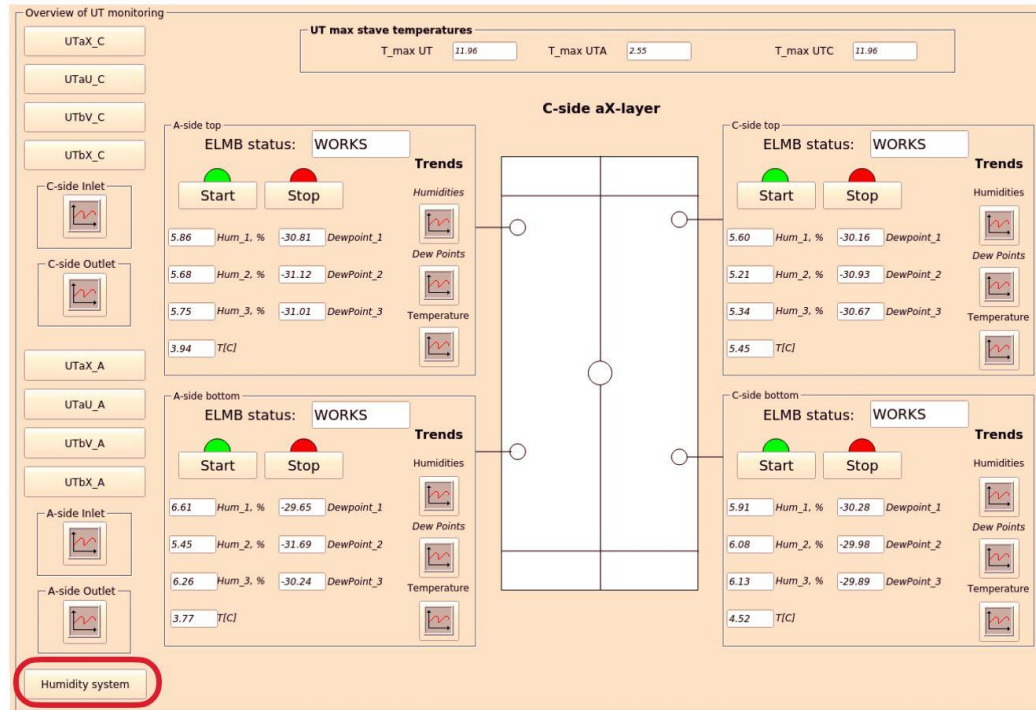 Overview of UT monitoring
UTaX_C
UTaU_C
UTbV_C
UTbX_C
C-side Inlet
C-side Outlet
UTaX_A
UTaU_A
UTbV_A
UTbX_A
A-side Inlet
A-side Outlet
Humidity system
UT max stave temperatures
T_max UT 11.96 T_max UTA 2.55 T_max UTC 11.96
C-side aX-layer
A-side top
ELMB status: WORKS
Trends
Start Stop
Humidities
5.86 Hum_1, % -30.81 Dewpoint_1
Dew Points
5.68 Hum_2, % -31.12 DewPoint_2
5.75 Hum_3, % -31.01 DewPoint_3
Temperature
3.94 T[C]
A-side bottom
ELMB status: WORKS
Trends
Start Stop
Humidities
6.61 Hum_1, % -29.65 Dewpoint_1
Dew Points
5.45 Hum_2, % -31.69 DewPoint_2
6.26 Hum_3, % -30.24 DewPoint_3
Temperature
3.77 T[C]
C-side top
ELMB status: WORKS
Trends
Start Stop
Humidities
5.60 Hum_1, % -30.16 Dewpoint_1
Dew Points
5.21 Hum_2, % -30.93 DewPoint_2
5.34 Hum_3, % -30.67 DewPoint_3
Temperature
5.45 T[C]
C-side bottom
ELMB status: WORKS
Trends
Start Stop
Humidities
5.91 Hum_1, % -30.28 Dewpoint_1
Dew Points
6.08 Hum_2, % -29.98 DewPoint_2
6.13 Hum_3, % -29.89 DewPoint_3
Temperature
4.52 T[C]